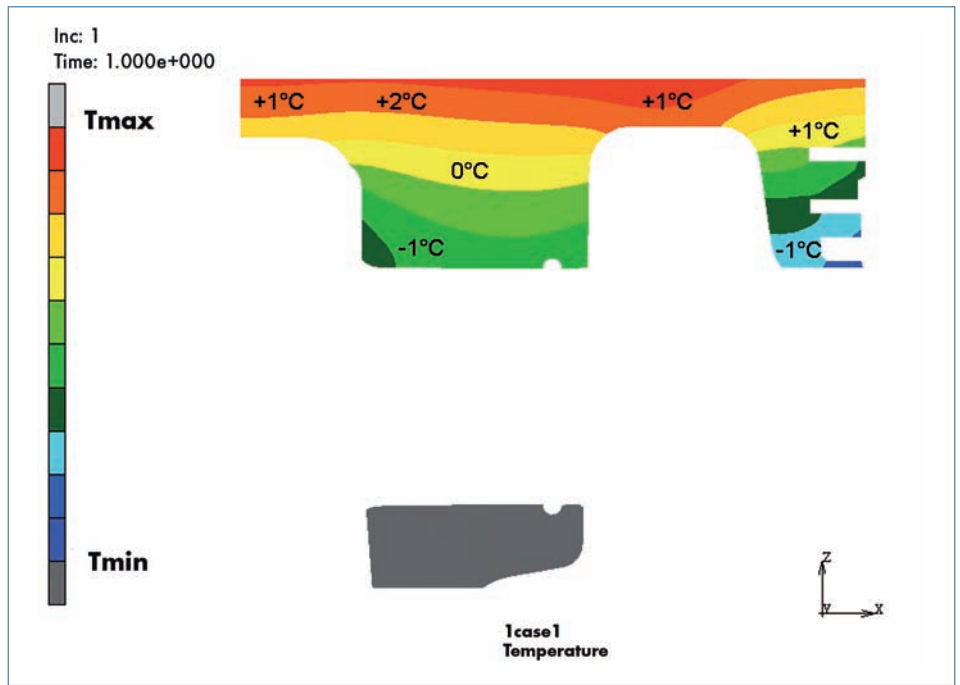 Inc: 1
Time: 1.000e+000
Tmax
+1°C +2°C +1°C
+1°C
0°C
-1°C -1°C
Tmin
Z
Y X
1case1
Temperature